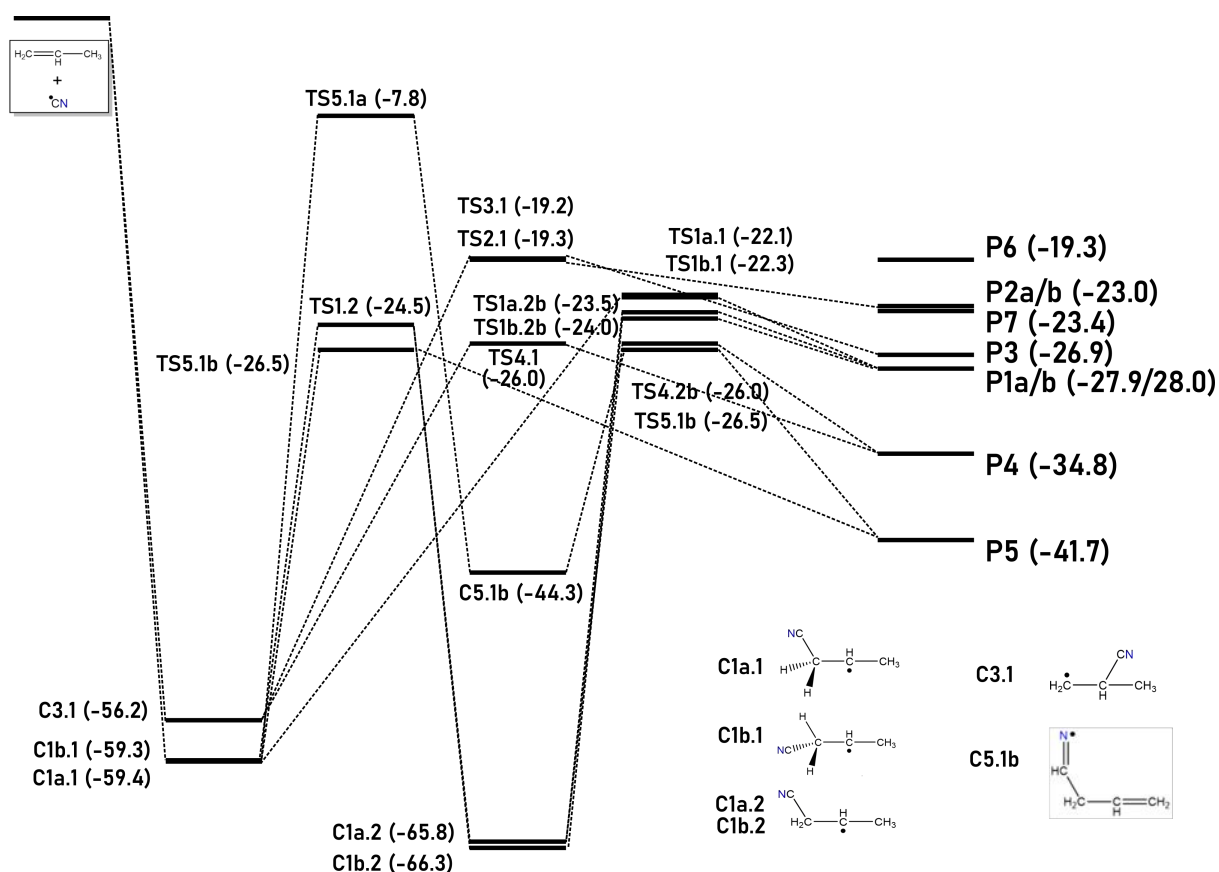 H₂C═C—CH₃
H
+
•CN
TS5.1a (-7.8)
TS3.1 (-19.2)
TS2.1 (-19.3)
TS1a.1 (-22.1)
TS1b.1 (-22.3)
P6 (-19.3)
TS1.2 (-24.5)
TS1a.2b (-23.5)
TS1b.2b (-24.0)
P2a/b (-23.0)
P7 (-23.4)
TS5.1b (-26.5)
TS4.1
(-26.0)
P3 (-26.9)
P1a/b (-27.9/28.0)
TS4.2b (-26.0)
TS5.1b (-26.5)
P4 (-34.8)
P5 (-41.7)
C5.1b (-44.3)
C3.1 (-56.2)
C1b.1 (-59.3)
C1a.1 (-59.4)
C1a.2 (-65.8)
C1b.2 (-66.3)
C1a.1
NC
H C C CH₃
H
H
C1b.1
H
NC C C CH₃
H
H
C1a.2
C1b.2
NC
H₂C C CH₃
H
C3.1
CN
H₂C C CH₃
H
C5.1b
N•
HC
H₂C C CH₂
H